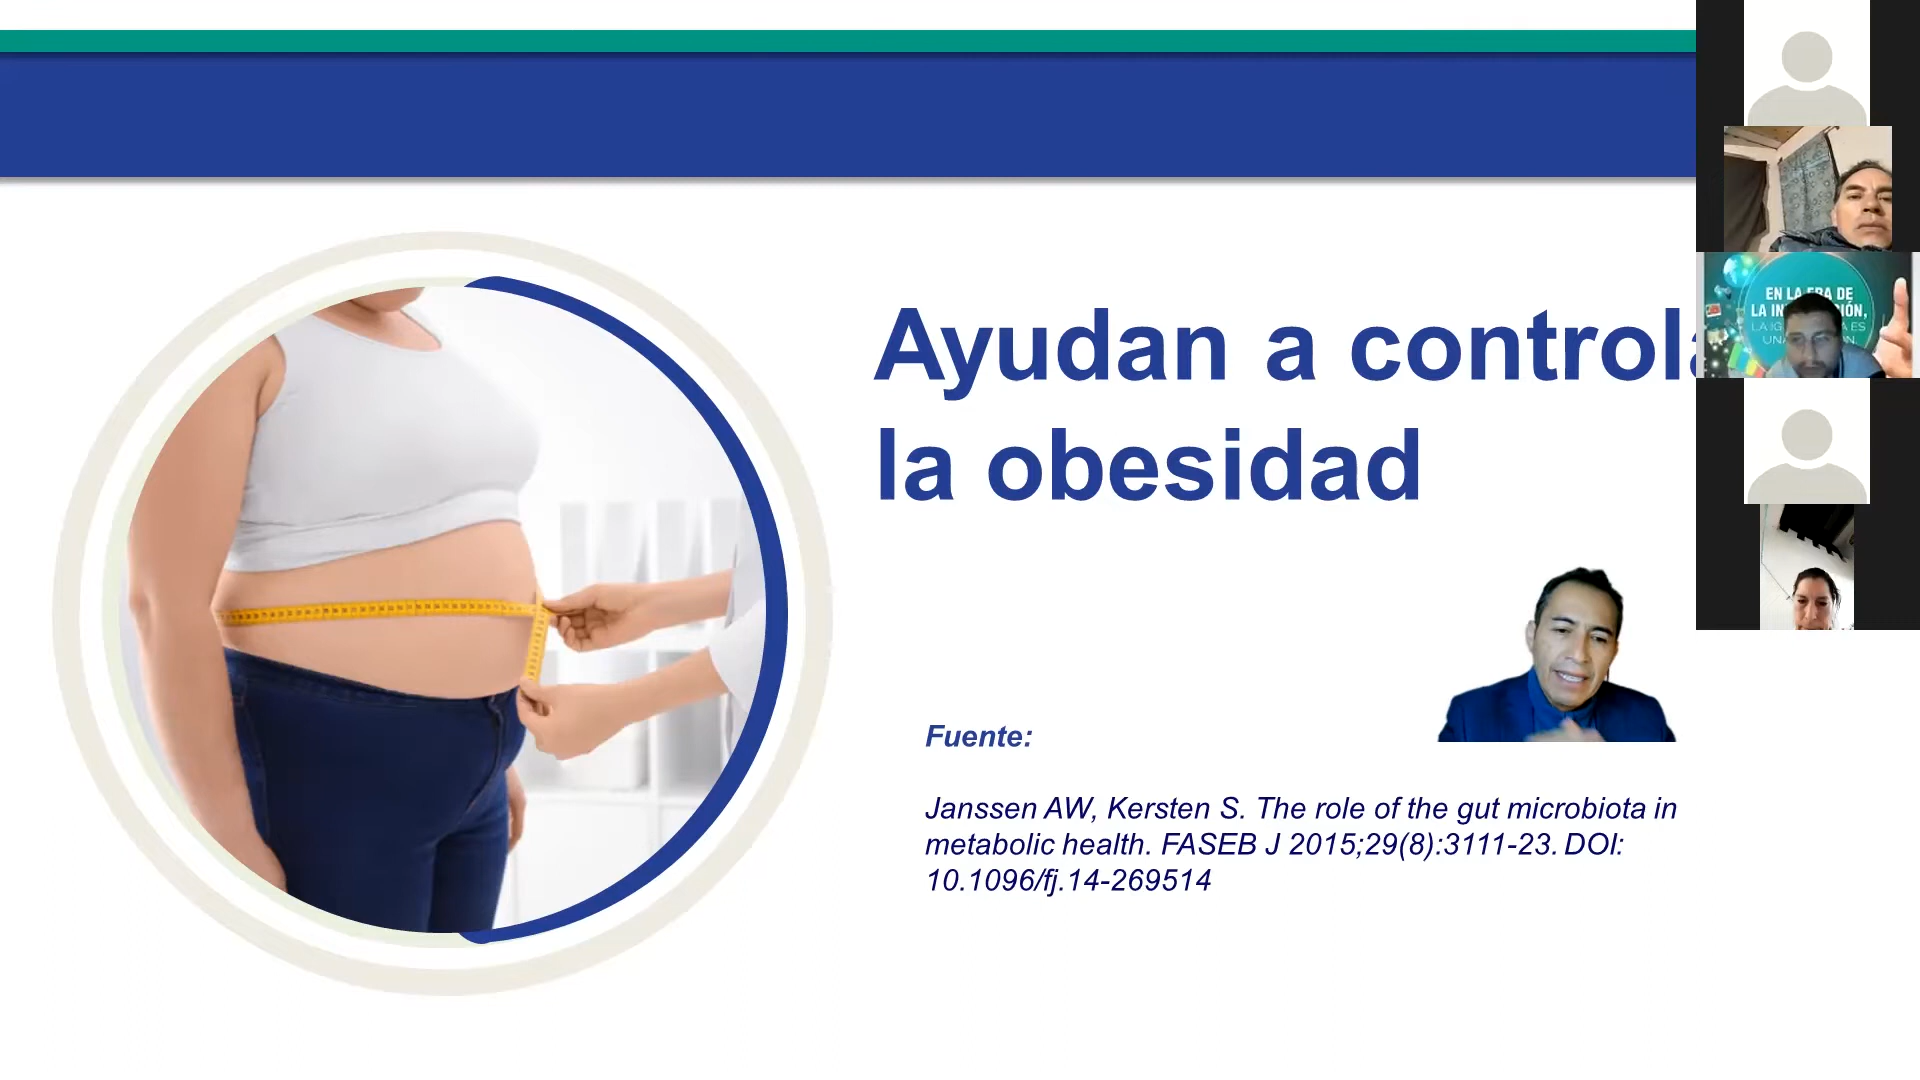 Ayudan a controla
la obesidad
Fuente:
Janssen AW, Kersten S. The role of the gut microbiota in
metabolic health. FASEB J 2015;29(8):3111-23. DOI:
10.1096/fj.14-269514
EN LA ERA DE
LA
UNA